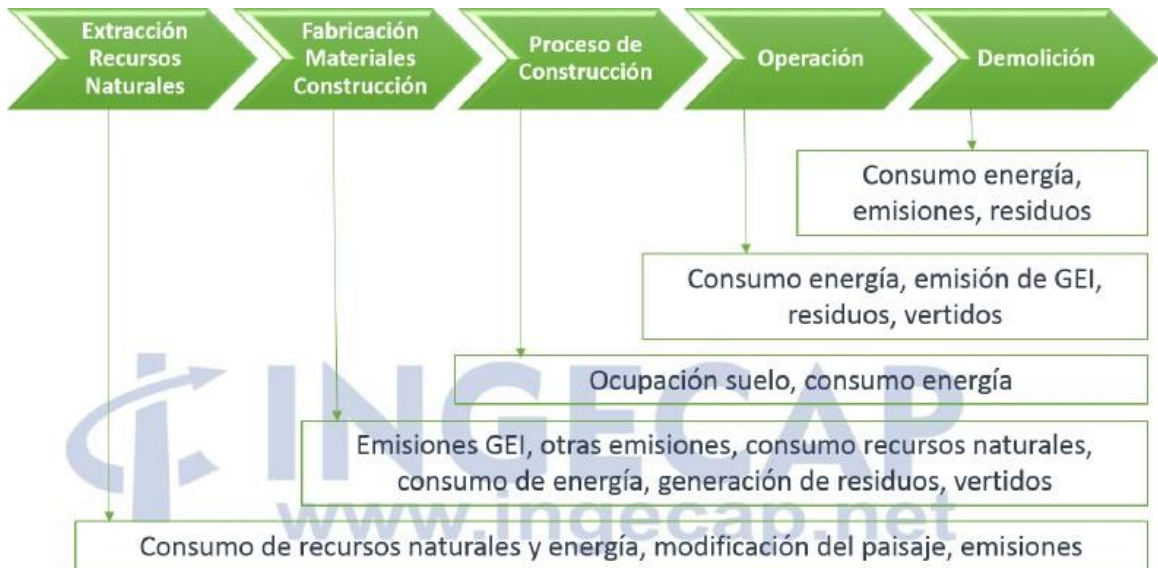 Extracción
Recursos
Naturales
Fabricación
Materiales
Construcción
Proceso de
Construcción
Operación
Demolición
Consumo energía,
emisiones, residuos
Consumo energía, emisión de GEI,
residuos, vertidos
Ocupación suelo, consumo energía
Emisiones GEI, otras emisiones, consumo recursos naturales,
consumo de energía, generación de residuos, vertidos
Consumo de recursos naturales y energía, modificación del paisaje, emisiones
INGECAP
www.ingecap.net